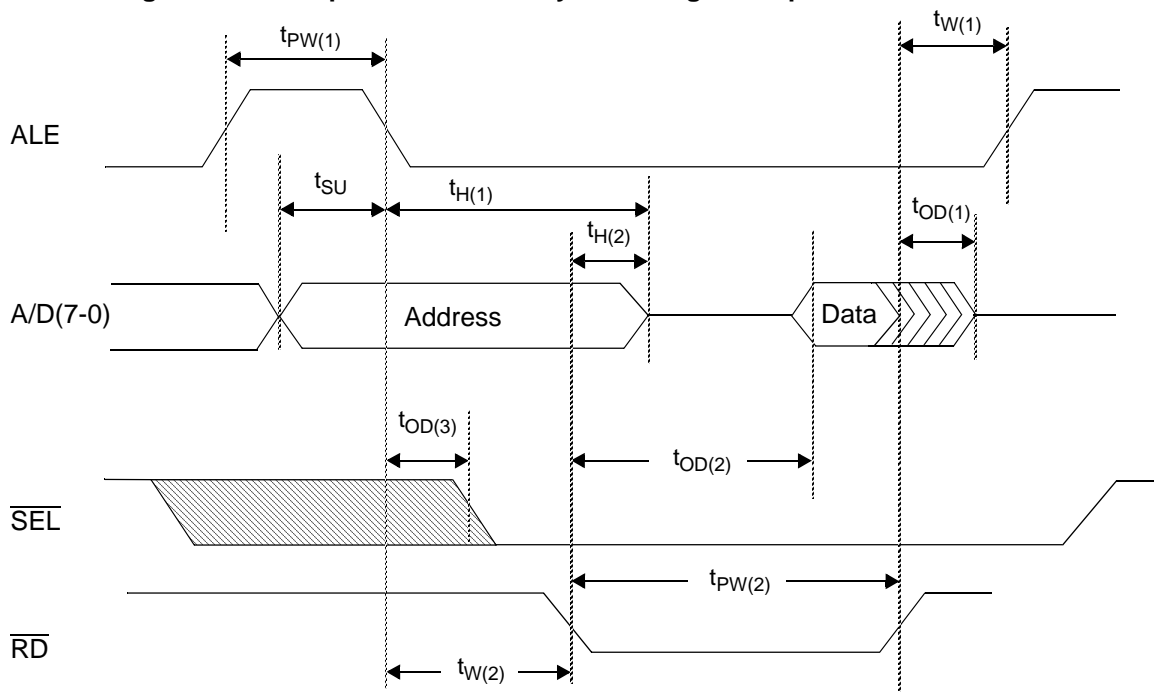 tPW(1)
tW(1)
ALE
tSU
tH(1)
tOD(1)
tH(2)
A/D(7-0)
Address
Data
tOD(3)
tOD(2)
SEL
tPW(2)
RD
tW(2)